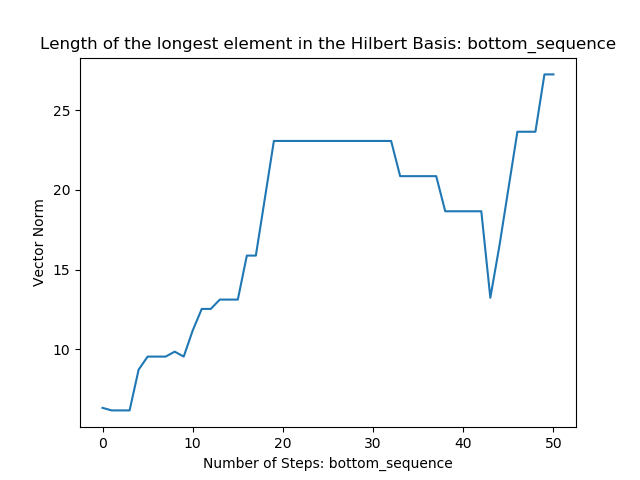 Length of the longest element in the Hilbert Basis: bottom_sequence
25
20
15
10
Vector Norm
0 10 20 30 40 50
Number of Steps: bottom_sequence